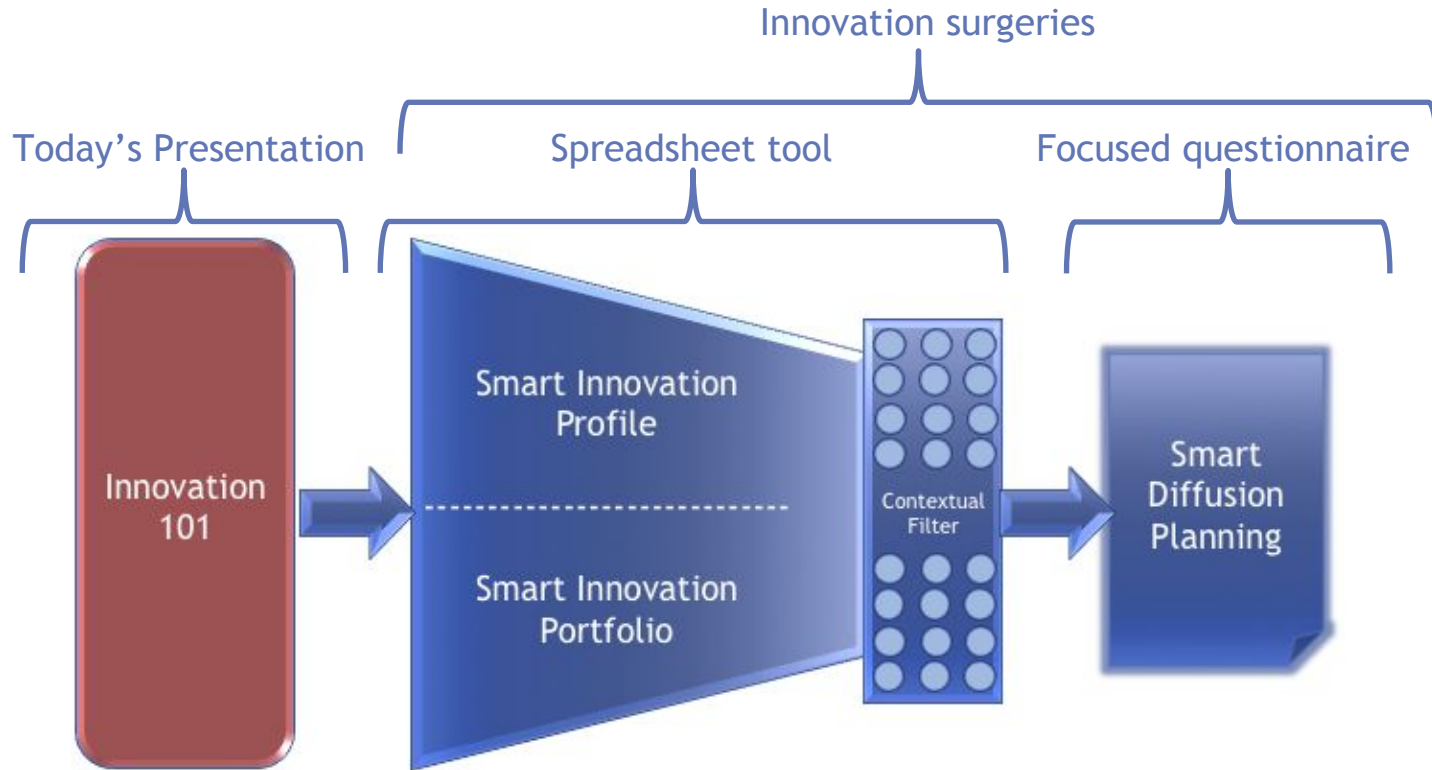 Innovation surgeries
Today’s Presentation
Spreadsheet tool
Focused questionnaire
Innovation
101
Smart Innovation
Profile
Smart Innovation
Portfolio
Contextual
Filter
Smart
Diffusion
Planning